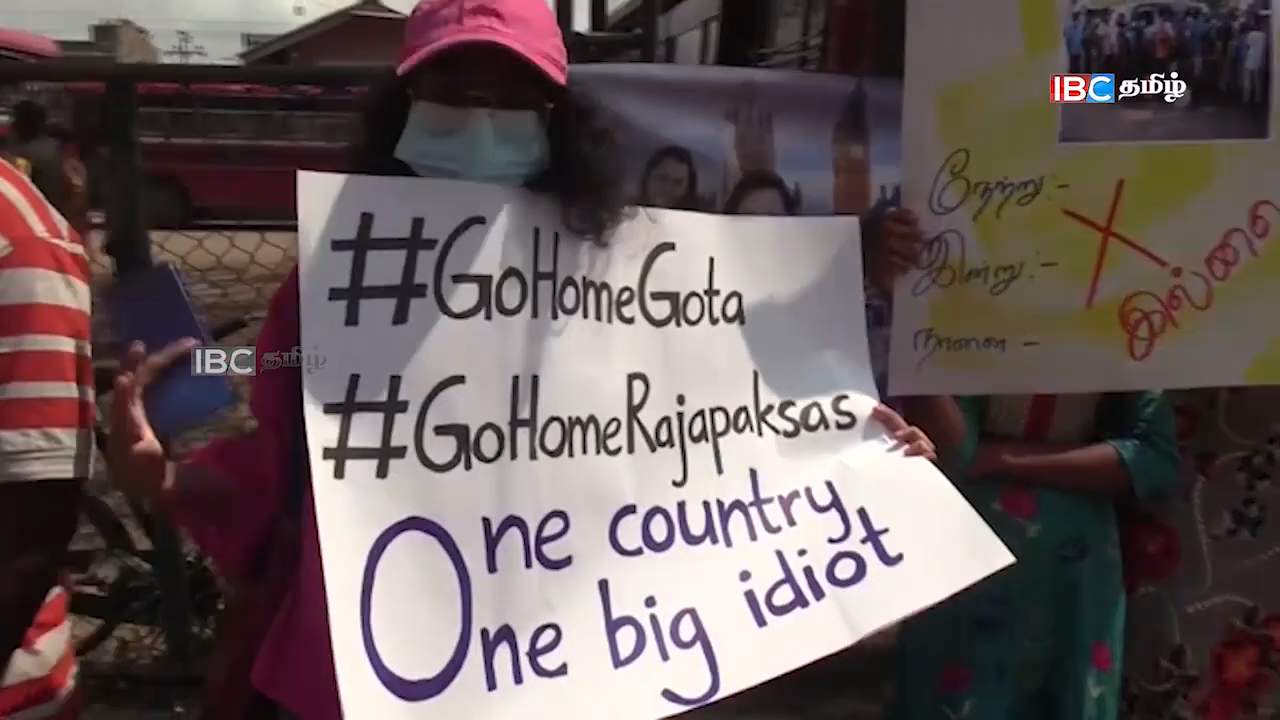 IBC தமிழ்
நேற்று:-
இன்று:-
நாளை -
இல்லை
#GoHomeGota
IBC தமிழ்
#GoHomeRajapaksas
One country
One big idiot